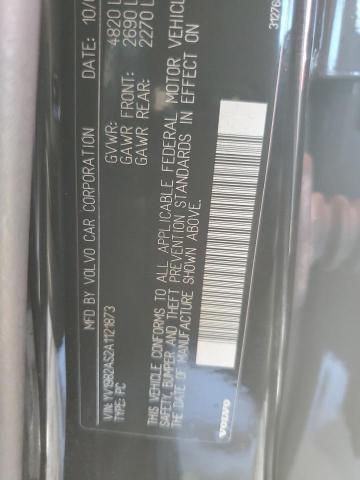 MFD BY VOLVO CAR CORPORATION DATE: 10/
GVWR: 4820 L
GAWR FRONT: 2690 L
GAWR REAR: 2270 L
VIN: YV1982AS2A1121873
TYPE: PC
THIS VEHICLE CONFORMS TO ALL APPLICABLE FEDERAL MOTOR VEHIC
SAFETY, BUMPER AND THEFT PREVENTION STANDARDS IN EFFECT ON
THE DATE OF MANUFACTURE SHOWN ABOVE.
VOLVO
31276